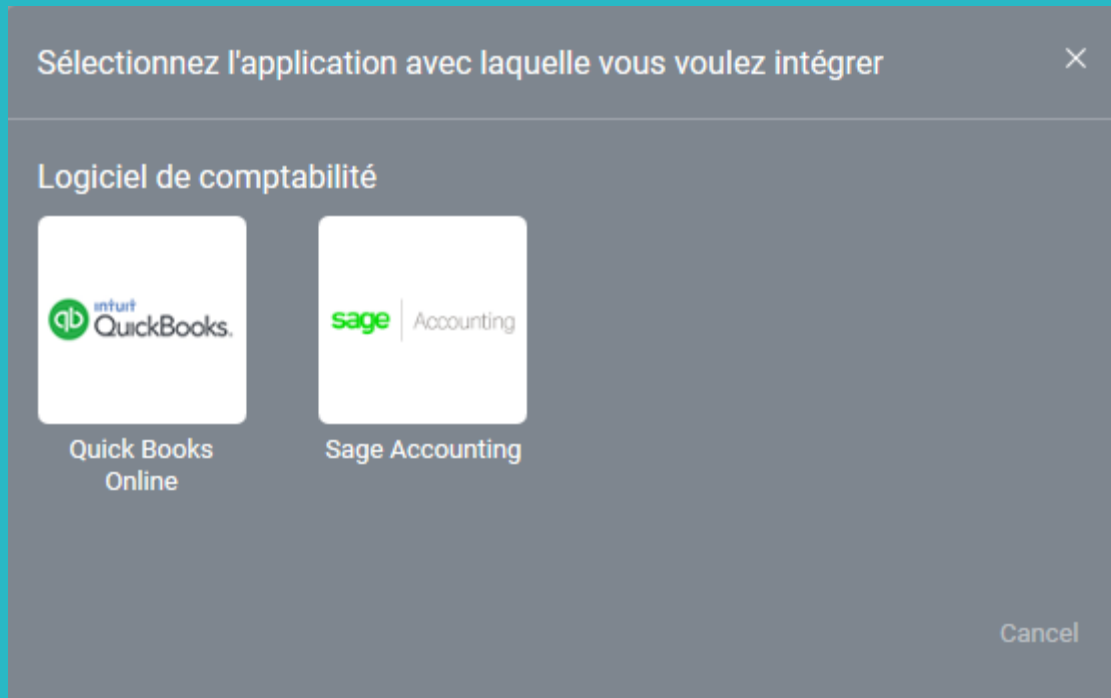 Sélectionnez l'application avec laquelle vous voulez intégrer
Logiciel de comptabilité
qb intuit
QuickBooks.
sage Accounting
Quick Books
Online
Sage Accounting
Cancel